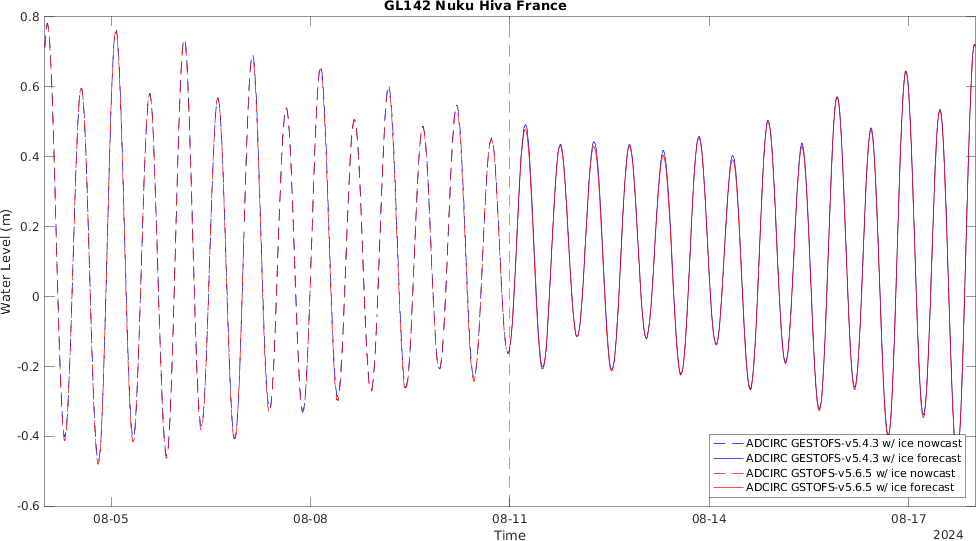 GL142 Nuku Hiva France
0.8
0.6
0.4
0.2
0
-0.2
-0.4
-0.6
Water Level (m)
ADCIRC GESTOFS-v5.4.3 w/ ice nowcast
ADCIRC GESTOFS-v5.4.3 w/ ice forecast
ADCIRC GSTOFS-v5.6.5 w/ ice nowcast
ADCIRC GSTOFS-v5.6.5 w/ ice forecast
08-05 08-08 08-11 08-14 08-17
Time
2024